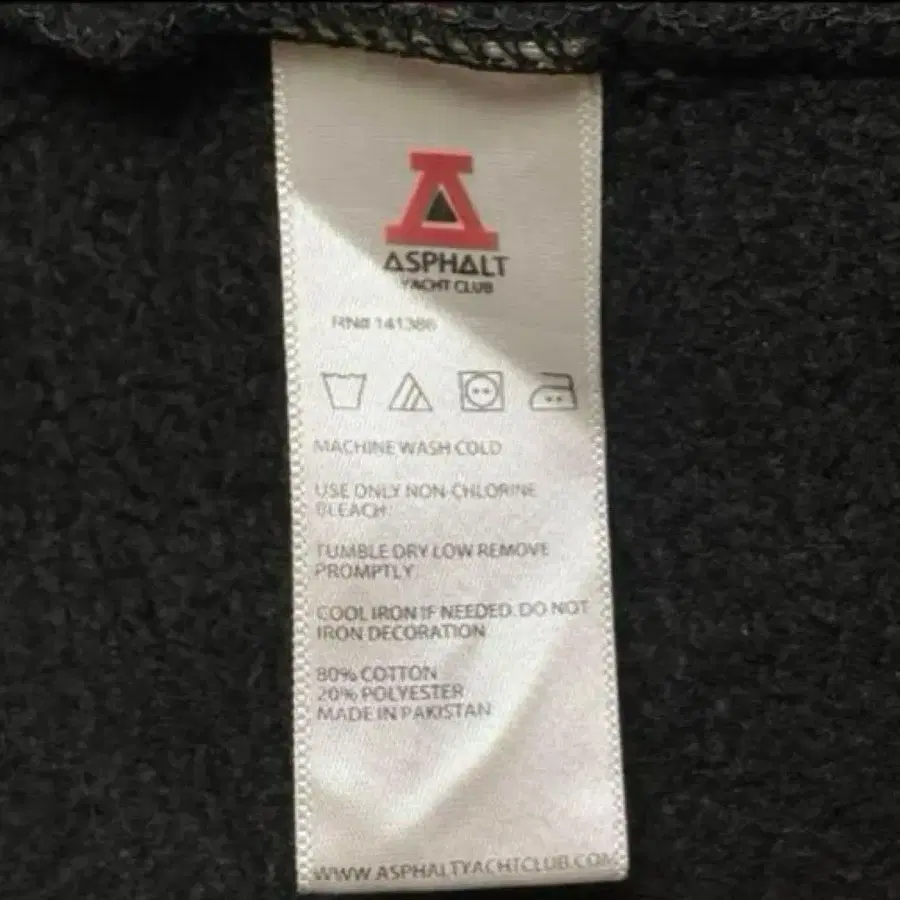 ASPHALT
YACHT CLUB
RN# 141386
MACHINE WASH COLD
USE ONLY NON-CHLORINE
BLEACH
TUMBLE DRY LOW REMOVE
PROMPTLY
COOL IRON IF NEEDED. DO NOT
IRON DECORATION
80% COTTON
20% POLYESTER
MADE IN PAKISTAN
WWW.ASPHALTYACHTCLUB.COM